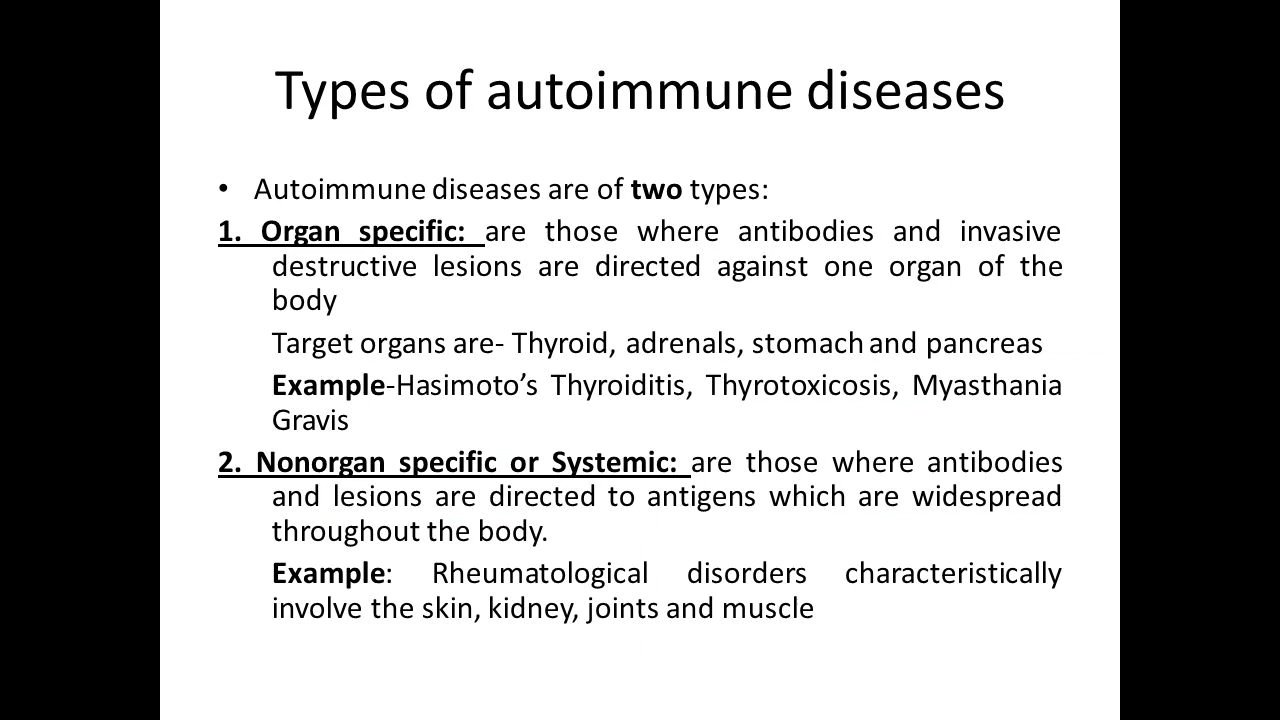 Types of autoimmune diseases
• Autoimmune diseases are of two types:
1. Organ specific: are those where antibodies and invasive
destructive lesions are directed against one organ of the
body
Target organs are- Thyroid, adrenals, stomach and pancreas
Example-Hasimoto’s Thyroiditis, Thyrotoxicosis, Myasthania
Gravis
2. Nonorgan specific or Systemic: are those where antibodies
and lesions are directed to antigens which are widespread
throughout the body.
Example: Rheumatological disorders characteristically
involve the skin, kidney, joints and muscle